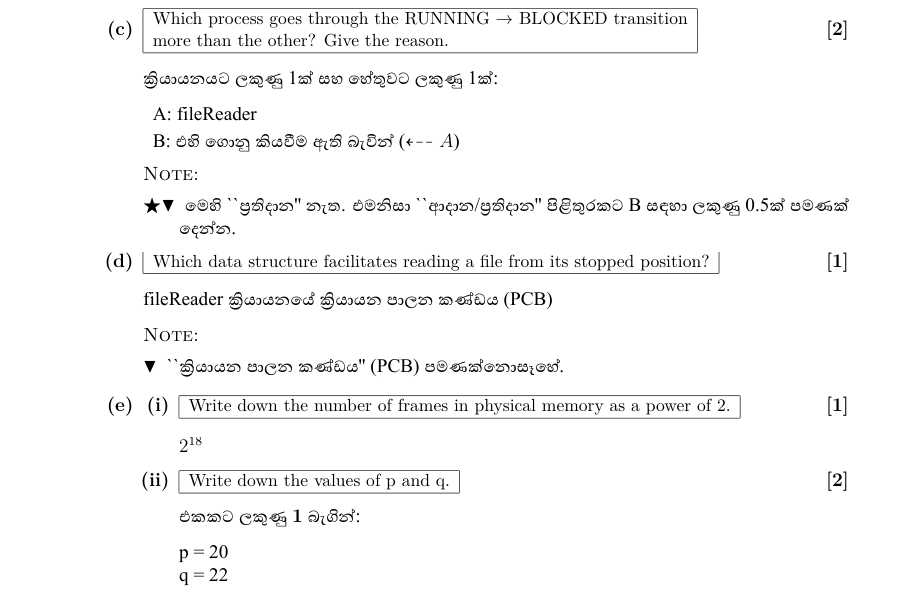 (c) Which process goes through the RUNNING → BLOCKED transition [2]
more than the other? Give the reason.
ක්‍රියායනයට ලකුණු 1ක් සහ හේතුවට ලකුණු 1ක්:
A: fileReader
B: එහි ගොනු කියවීම ඇති බැවින් (←-- A)
NOTE:
★▼ මෙහි ``ප්‍රතිදාන" නැත. එමනිසා ``ආදාන/ප්‍රතිදාන" පිළිතුරකට B සඳහා ලකුණු 0.5ක් පමණක්
දෙන්න.
(d) Which data structure facilitates reading a file from its stopped position? [1]
fileReader ක්‍රියායනයේ ක්‍රියායන පාලන කණ්ඩය (PCB)
NOTE:
▼ ``ක්‍රියායන පාලන කණ්ඩය" (PCB) පමණක්නොසෑහේ.
(e) (i) Write down the number of frames in physical memory as a power of 2. [1]
2¹⁸
(ii) Write down the values of p and q. [2]
එකකට ලකුණු 1 බැගින්:
p = 20
q = 22